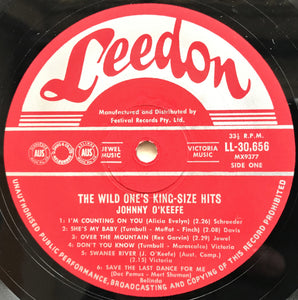 Leedon
Manufactured and Distributed by
Festival Records Pty. Ltd.
33⅓ R.P.M.
LL-30,656
MX9377
SIDE ONE
AUS
AUS
JEWEL
MUSIC
VICTORIA
MUSIC
THE WILD ONE'S KING-SIZE HITS
JOHNNY O'KEEFE
1: I'M COUNTING ON YOU (Alicia Evelyn) (2.26) Schroeder
2: SHE'S MY BABY (Turnbull - Moffat - Finch) (2.08) Davis
3: OVER THE MOUNTAIN (Rex Garvin) (2.29) Jewel
4: DON'T YOU KNOW (Turnbull - Marascalco) Victoria
5: SWANEE RIVER (J. O'Keefe) (Aust. Comp.)
(2.15) Victoria
6: SAVE THE LAST DANCE FOR ME
(Doc Pomus - Mort Shuman)
Belinda
UNAUTHORISED PUBLIC PERFORMANCE, BROADCASTING AND COPYING OF THIS RECORD PROHIBITED